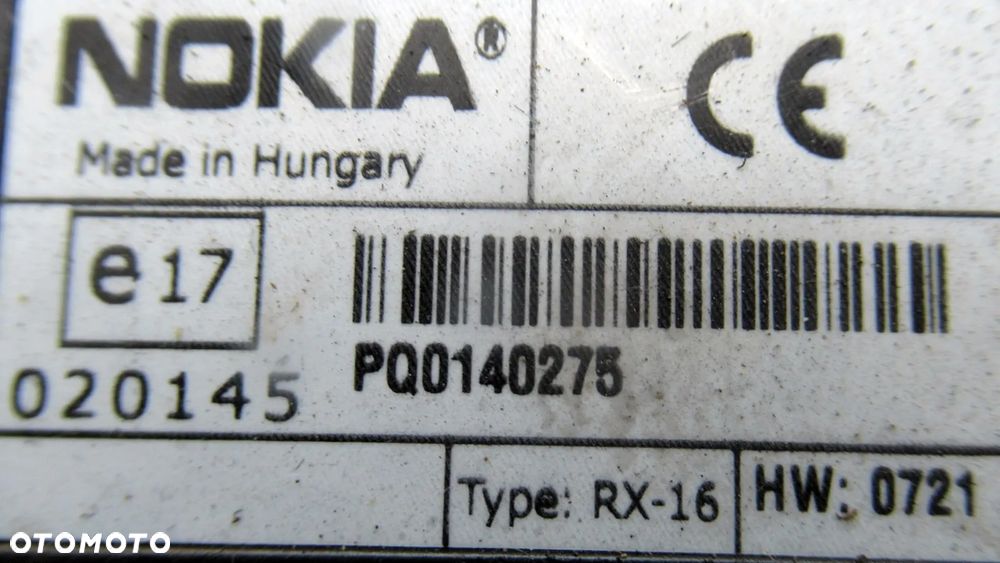 NOKIA®
Made in Hungary
CE
e17
020145
PQ0140275
Type: RX-16
HW: 0721
OTOMOTO